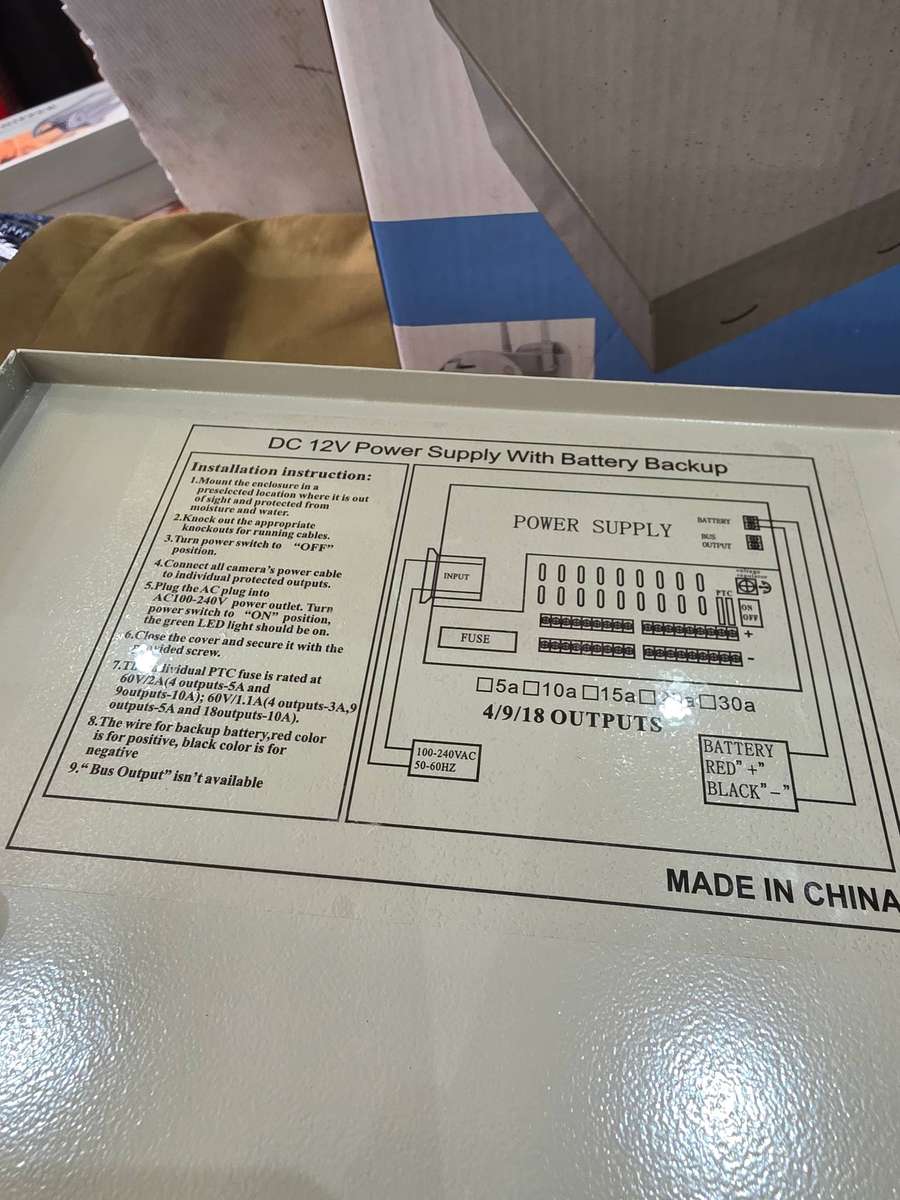 DC 12V Power Supply With Battery Backup
Installation instruction:
1.Mount the enclosure in a
preselected location where it is out
of sight and protected from
moisture and water.
2.Knock out the appropriate
knockouts for running cables.
3.Turn power switch to “OFF”
position.
4.Connect all camera’s power cable
to individual protected outputs.
5.Plug the AC plug into
AC100-240V power outlet. Turn
power switch to “ON” position,
the green LED light should be on.
6.Close the cover and secure it with the
screw.
7. PTC fuse is rated at
60V/2A(4 outputs-5A and
9outputs-10A); 60V/1.1A(4 outputs-3A,9
outputs-5A and 18outputs-10A).
8.The wire for backup battery,red color
is for positive, black color is for
negative
9.“ Bus Output” isn’t available
POWER SUPPLY
BATTERY
BUS
OUTPUT
INPUT
voltage
regulator
PTC
ON
OFF
+
-
FUSE
5a 10a 15a 30a
4/9/18 OUTPUTS
100-240VAC
50-60HZ
BATTERY
RED” +”
BLACK” -”
MADE IN CHINA